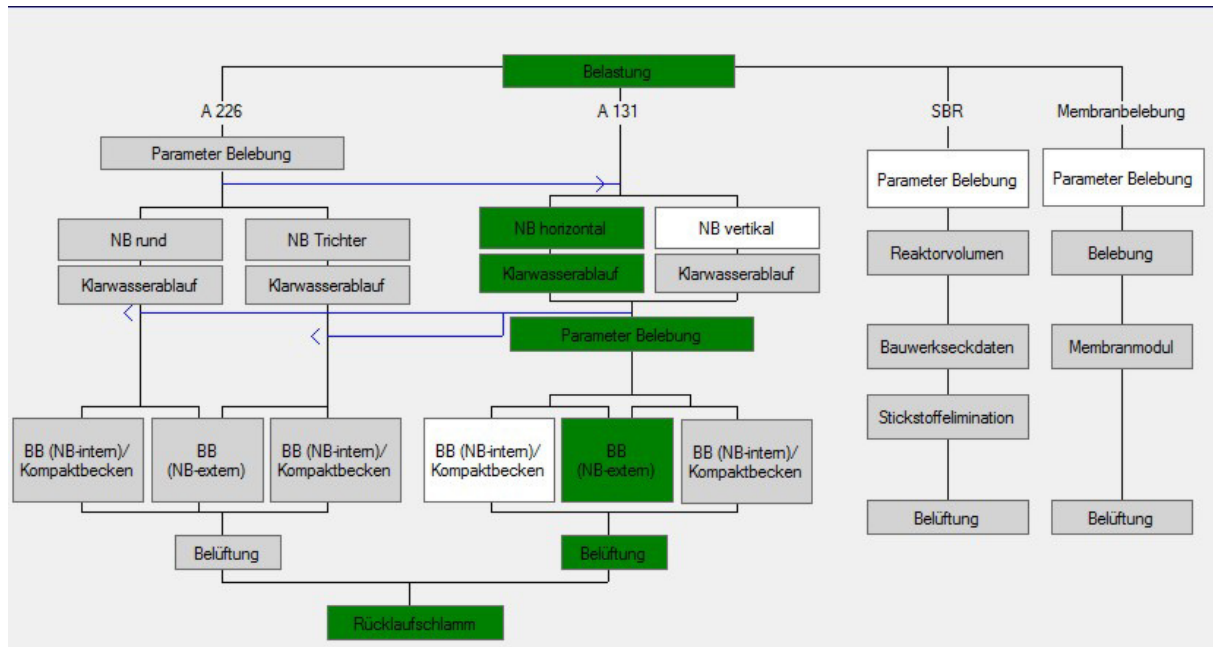 Belastung
A 226
A 131
SBR
Membranbelebung
Parameter Belebung
Parameter Belebung
Parameter Belebung
NB rund
NB Trichter
NB horizontal
NB vertikal
Reaktorvolumen
Belebung
Klarwasserablauf
Klarwasserablauf
Klarwasserablauf
Klarwasserablauf
Parameter Belebung
Bauwerkseckdaten
Membranmodul
Stickstoffelimination
BB (NB-intern)/
Kompaktbecken
BB
(NB-extern)
BB (NB-intern)/
Kompaktbecken
BB (NB-intern)/
Kompaktbecken
BB
(NB-extern)
BB (NB-intern)/
Kompaktbecken
Belüftung
Belüftung
Belüftung
Belüftung
Rücklaufschlamm